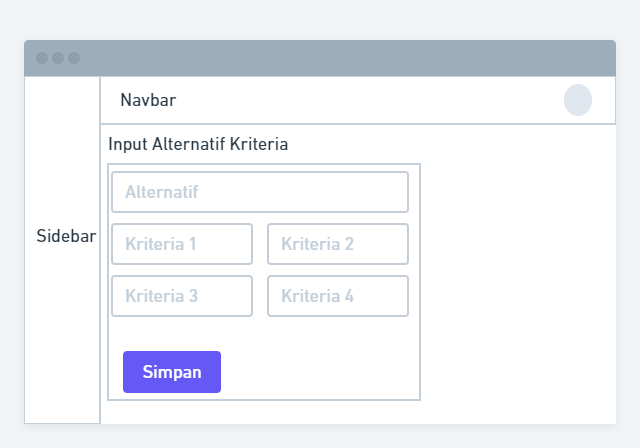 Navbar
Input Alternatif Kriteria
Alternatif
Sidebar
Kriteria 1
Kriteria 2
Kriteria 3
Kriteria 4
Simpan